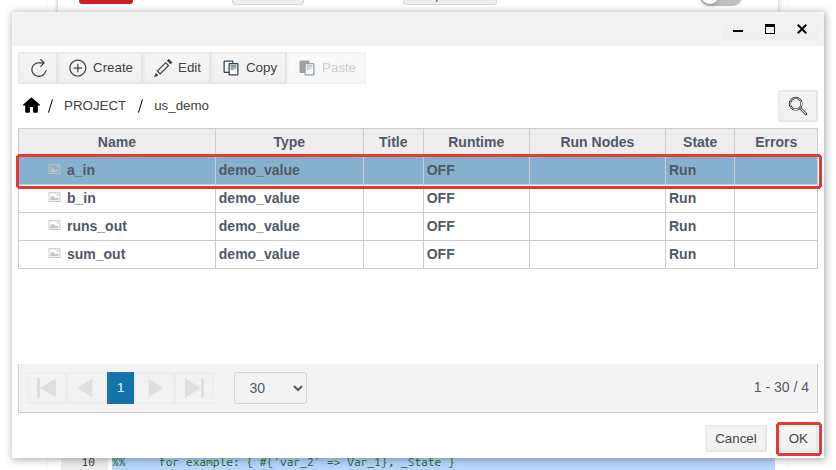 Create Edit Copy Paste
/ PROJECT / us_demo
Name Type Title Runtime Run Nodes State Errors
a_in demo_value OFF Run
b_in demo_value OFF Run
runs_out demo_value OFF Run
sum_out demo_value OFF Run
1 30 1 - 30 / 4
Cancel OK
10 %% for example: { #{'var_2' => Var_1}, _State }